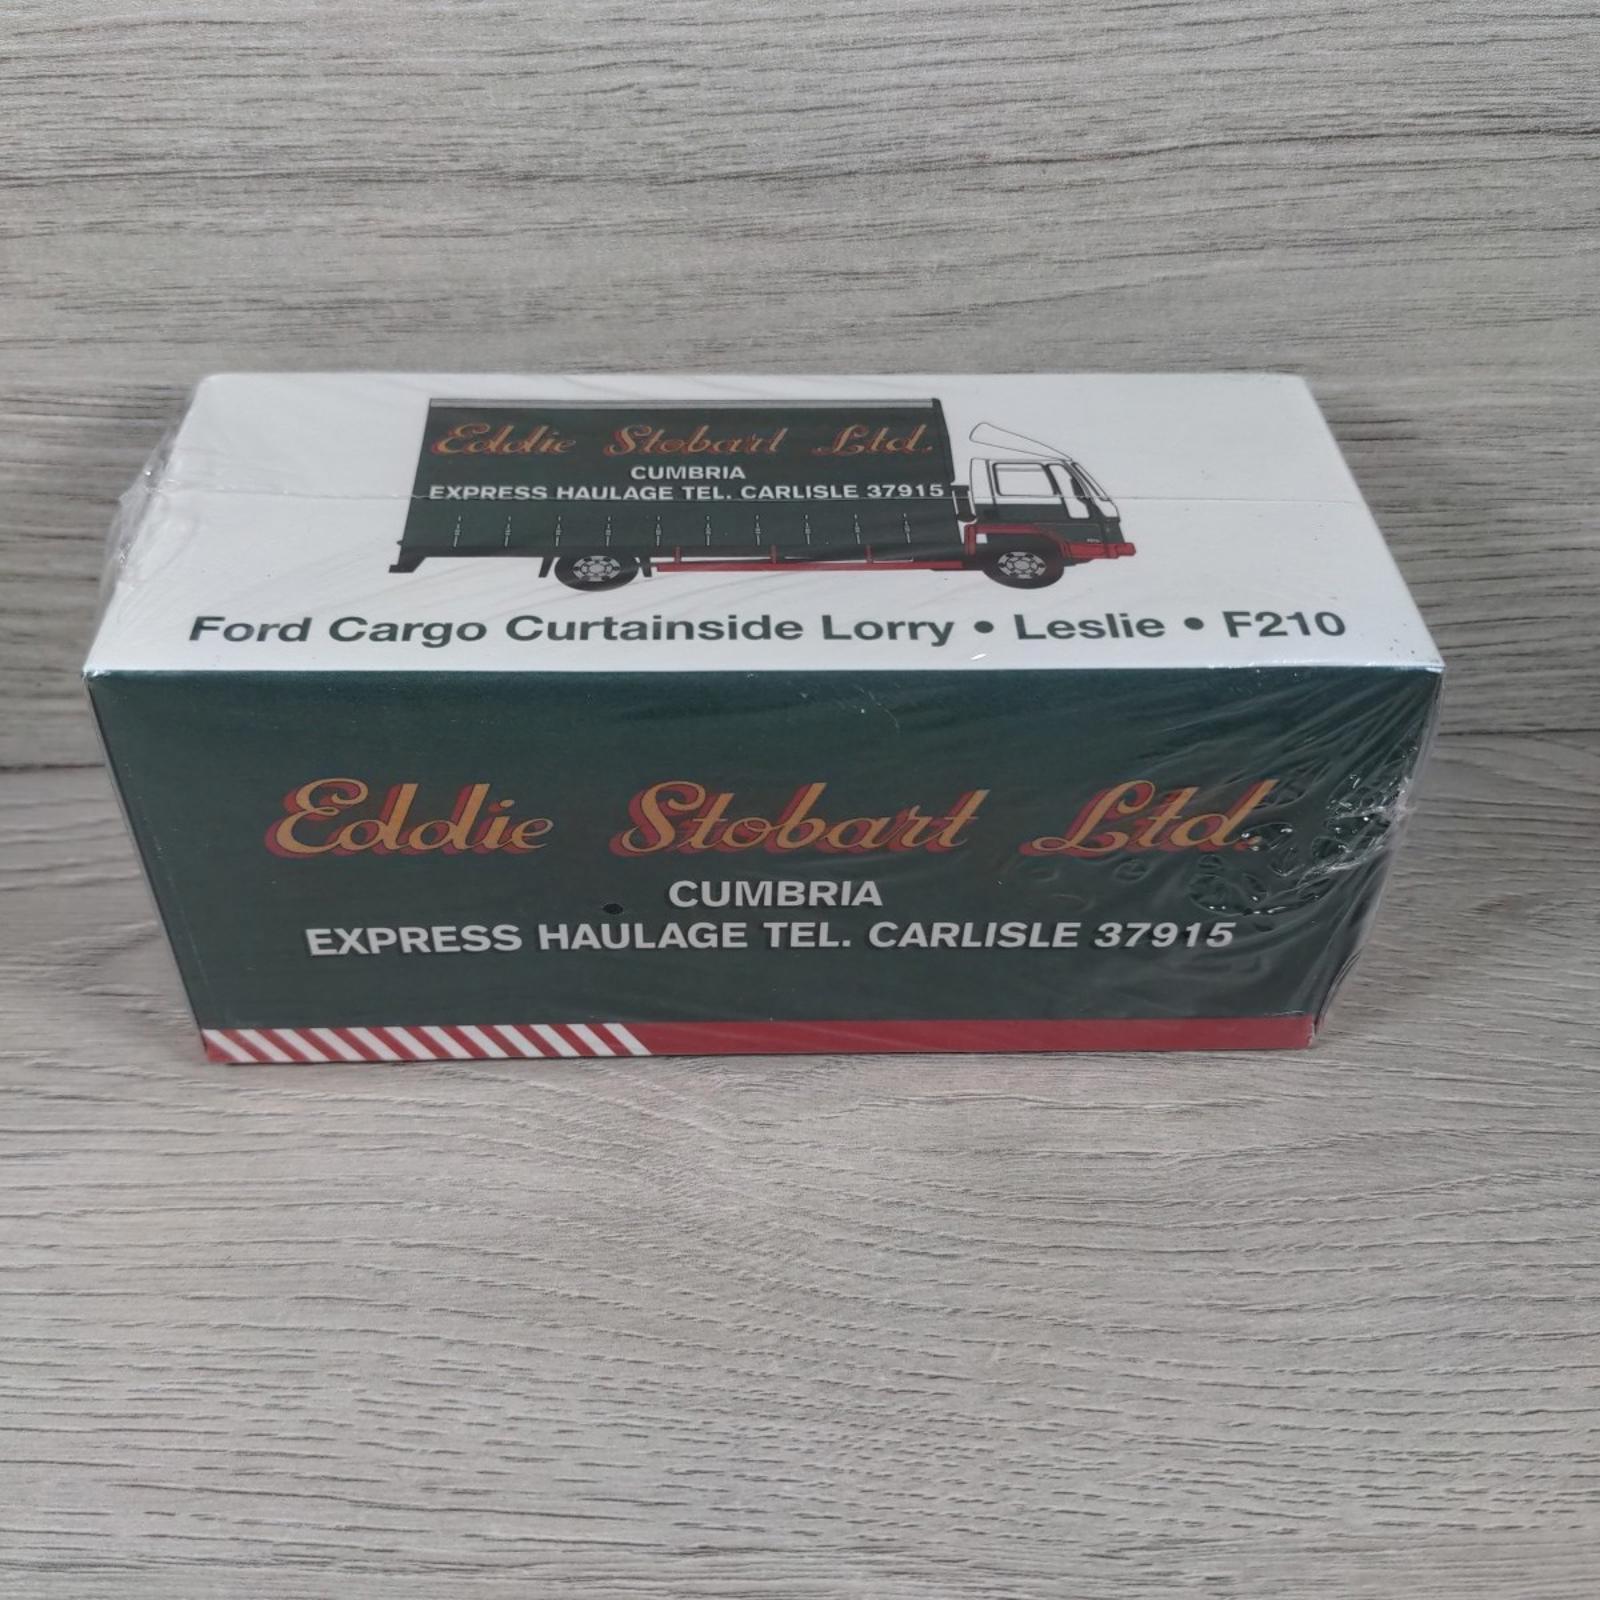 Eddie Stobart Ltd.
CUMBRIA
EXPRESS HAULAGE TEL. CARLISLE 37915
Ford Cargo Curtainside Lorry • Leslie • F210
Eddie Stobart Ltd.
CUMBRIA
EXPRESS HAULAGE TEL. CARLISLE 37915